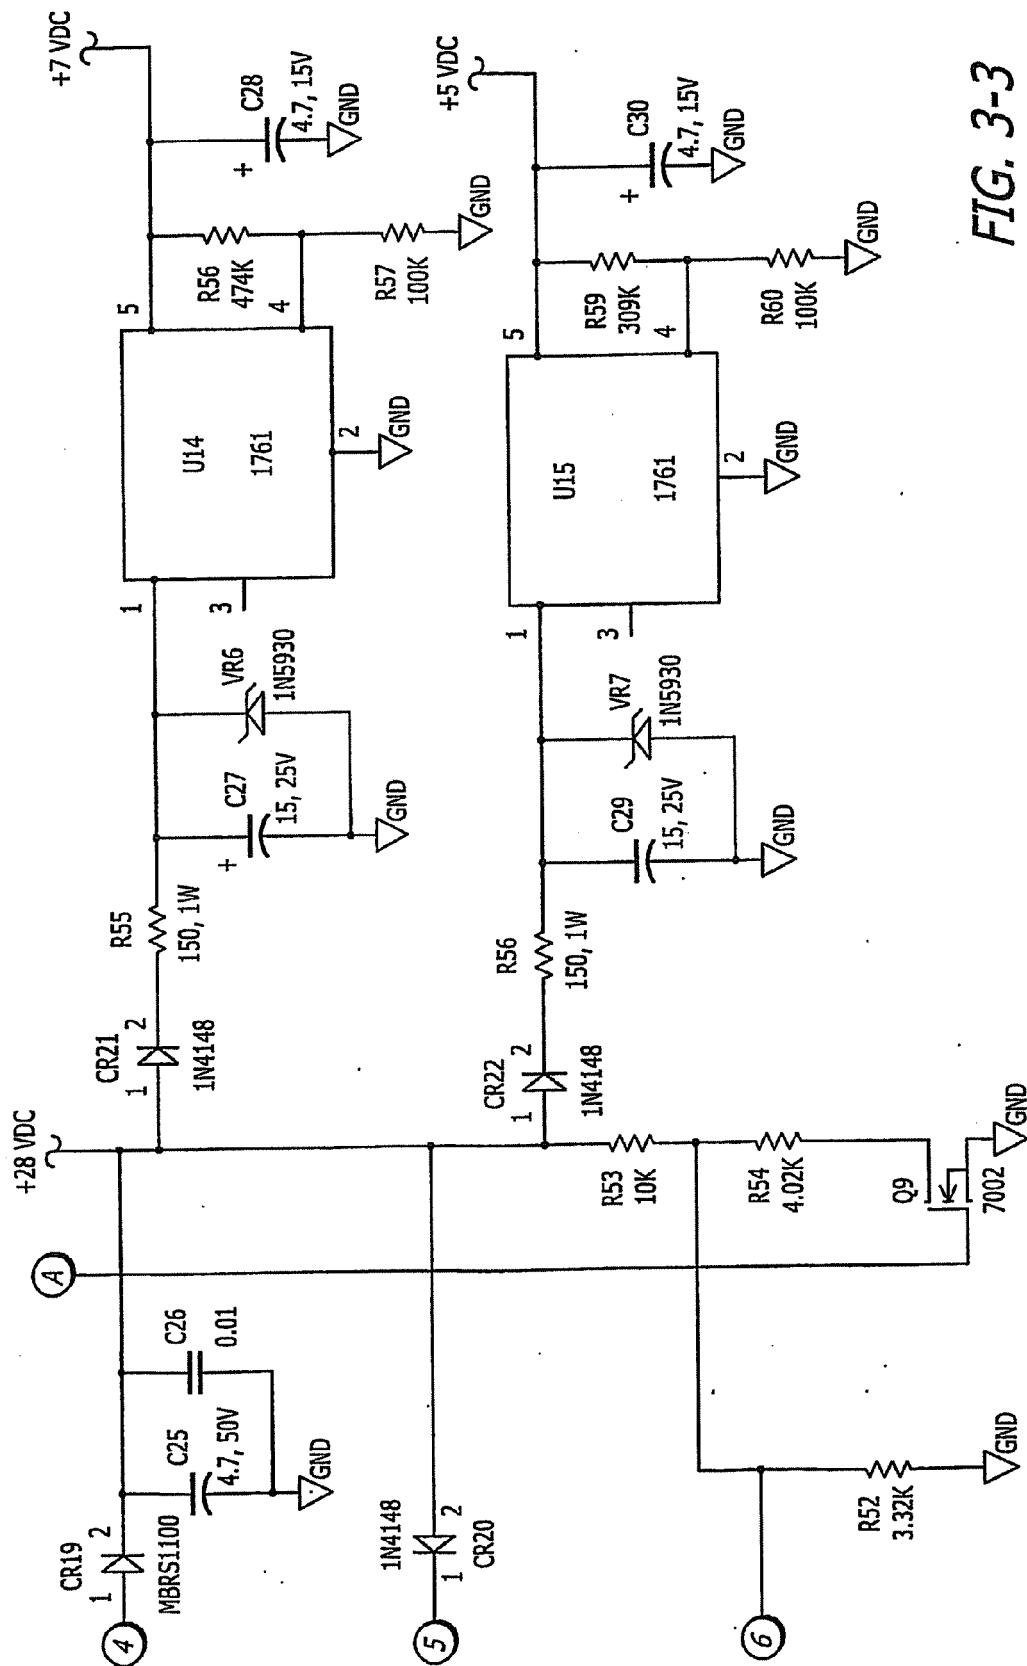 4
CR19
1
2
MBRS1100
C25
4.7, 50V
C26
0.01
GND
A
+28 VDC
CR21
1
2
1N4148
R55
150, 1W
C27
+
15, 25V
GND
VR6
1N5930
1
3
U14
1761
2
GND
5
4
R56
474K
R57
100K
GND
+7 VDC
C28
+
4.7, 15V
GND
5
1N4148
1
2
CR20
CR22
1
2
1N4148
R56
150, 1W
C29
15, 25V
GND
VR7
1N5930
1
3
U15
1761
2
GND
5
4
R59
309K
R60
100K
GND
+5 VDC
C30
+
4.7, 15V
GND
6
R52
3.32K
GND
R53
10K
R54
4.02K
Q9
7002
GND
FIG. 3-3